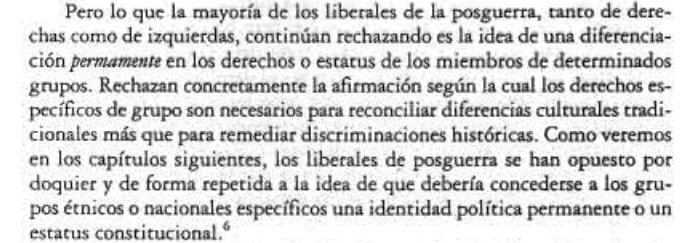 Pero lo que la mayoría de los liberales de la posguerra, tanto de dere-
chas como de izquierdas, continúan rechazando es la idea de una diferencia-
ción permamente en los derechos o estatus de los miembros de determinados
grupos. Rechazan concretamente la afirmación según la cual los derechos es-
pecíficos de grupo son necesarios para reconciliar diferencias culturales tradi-
cionales más que para remediar discriminaciones históricas. Como veremos
en los capítulos siguientes, los liberales de posguerra se han opuesto por
doquier y de forma repetida a la idea de que debería concederse a los gru-
pos étnicos o nacionales específicos una identidad política permanente o un
estatus constitucional.⁶